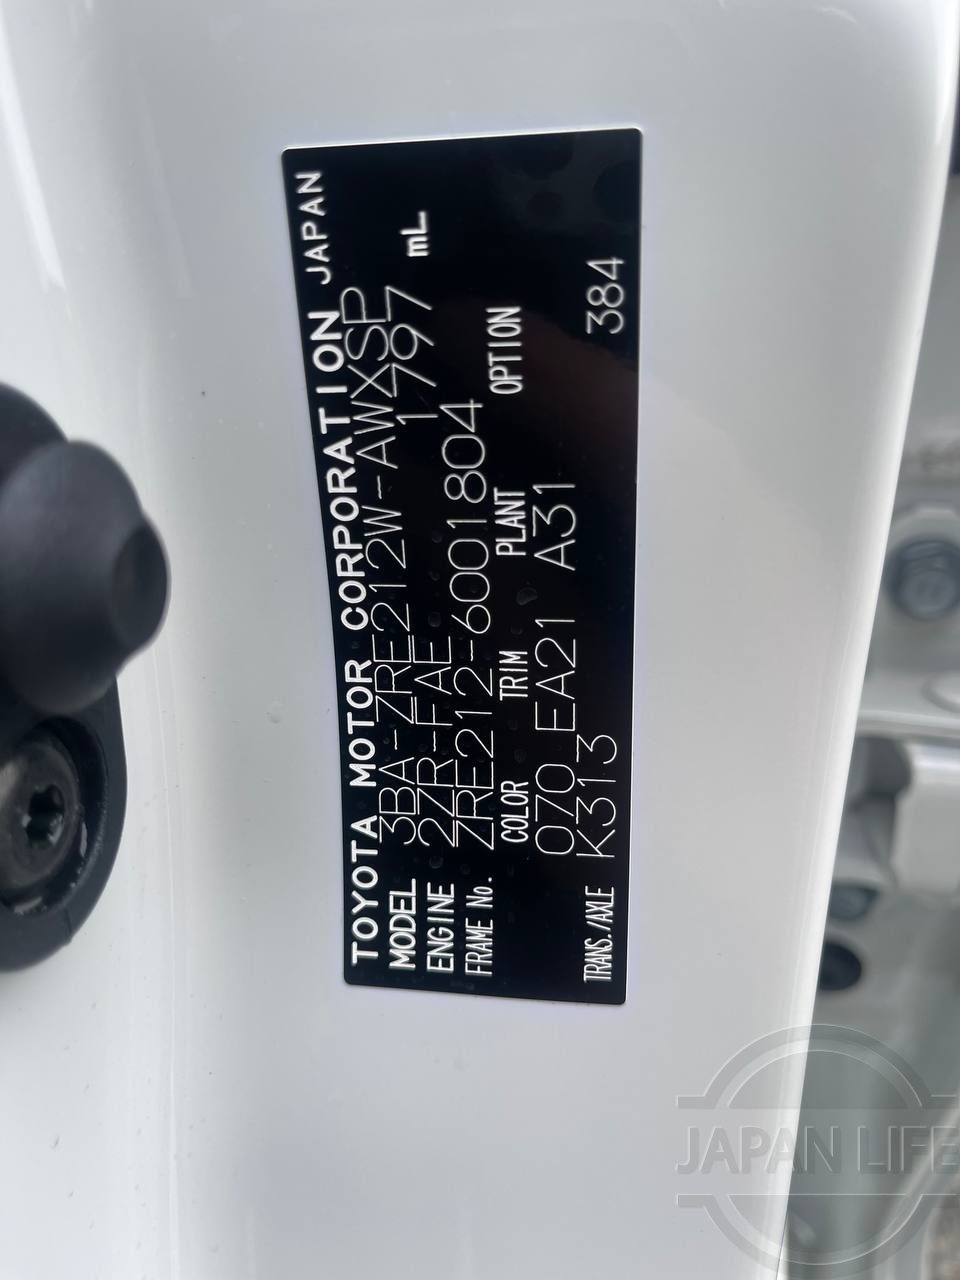 TOYOTA MOTOR CORPORATION JAPAN
MODEL 3BA-ZRE212W-AWXSP
ENGINE 2ZR-FAE 1797 mL
FRAME No. ZRE212-6001804
COLOR TRIM PLANT OPTION
070 EA21 A31
TRANS./AXLE K313 384
JAPAN LIFE